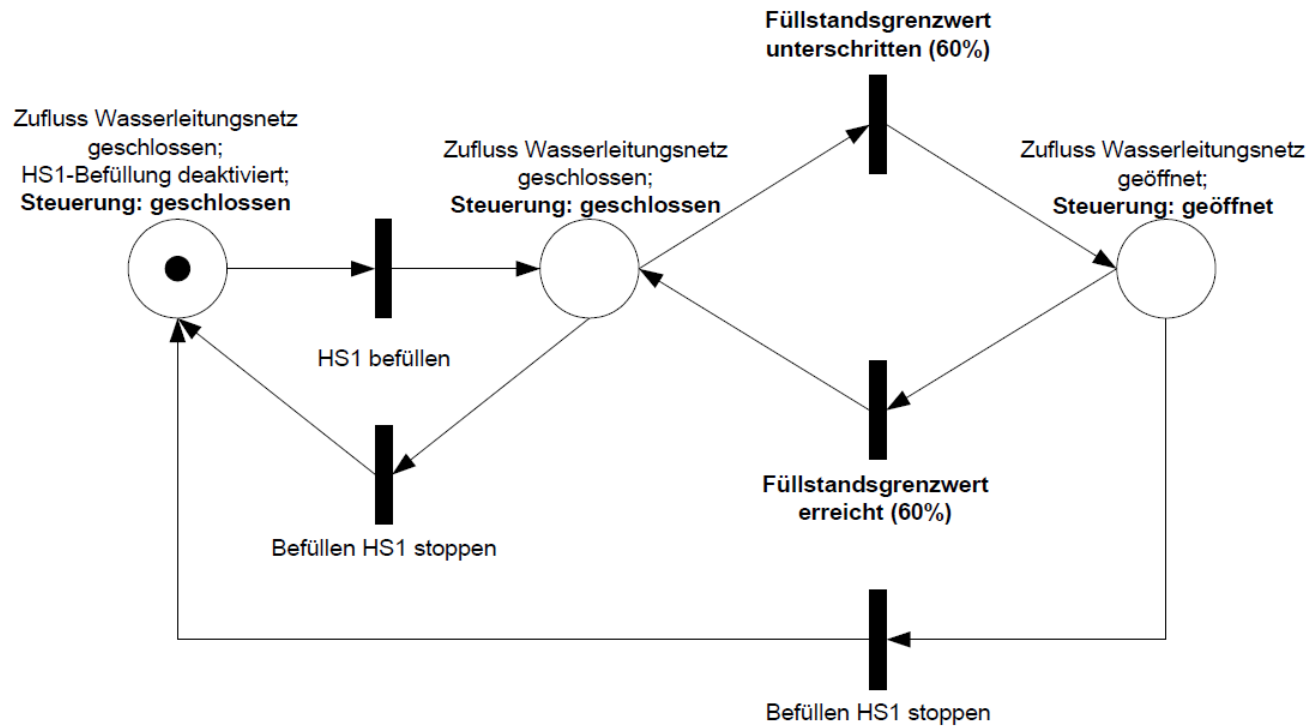 Füllstandsgrenzwert
unterschritten (60%)
Zufluss Wasserleitungsnetz
geschlossen;
HS1-Befüllung deaktiviert;
Steuerung: geschlossen
Zufluss Wasserleitungsnetz
geschlossen;
Steuerung: geschlossen
Zufluss Wasserleitungsnetz
geöffnet;
Steuerung: geöffnet
HS1 befüllen
Füllstandsgrenzwert
erreicht (60%)
Befüllen HS1 stoppen
Befüllen HS1 stoppen